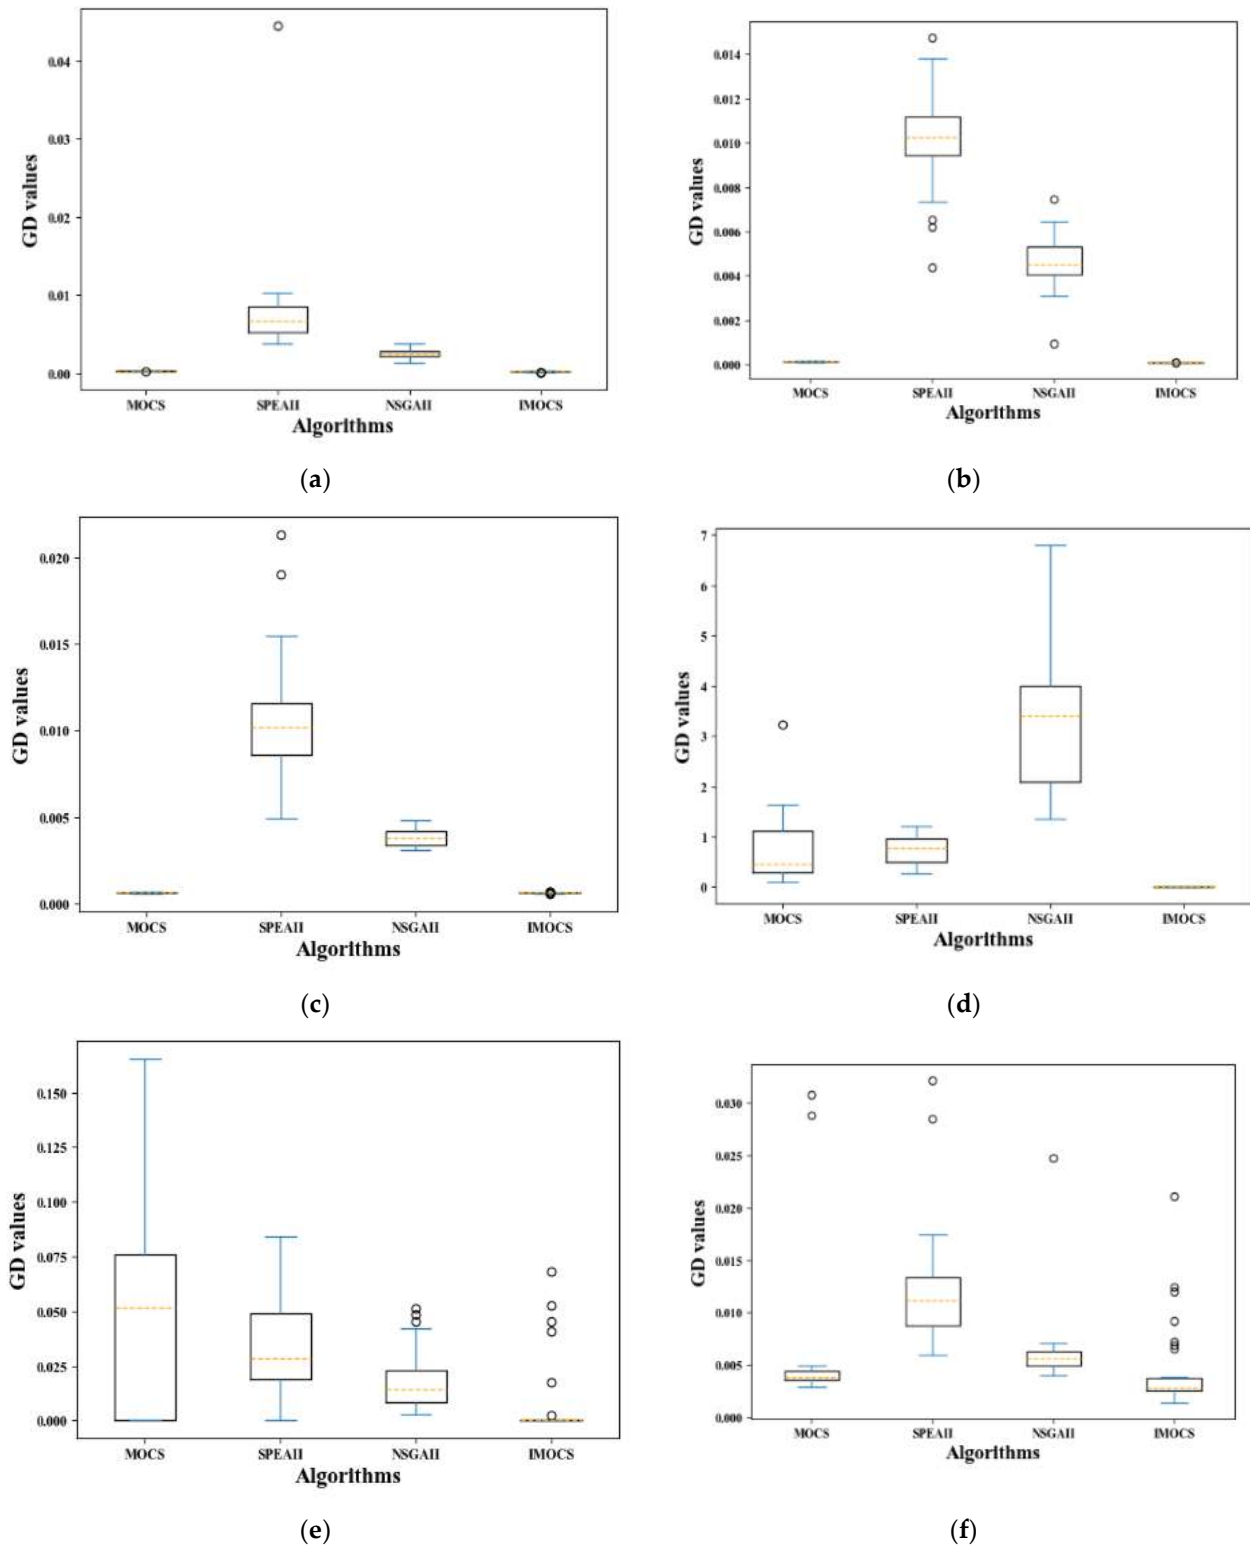 0.04
0.03
GD values
0.02
0.01
0.00
MOCS SPEAII NSGAII IMOCS
Algorithms
(a)
0.014
0.012
0.010
GD values
0.008
0.006
0.004
0.002
0.000
MOCS SPEAII NSGAII IMOCS
Algorithms
(b)
0.020
0.015
GD values
0.010
0.005
0.000
MOCS SPEAII NSGAII IMOCS
Algorithms
(c)
7
6
5
4
GD values
3
2
1
0
MOCS SPEAII NSGAII IMOCS
Algorithms
(d)
0.150
0.125
0.100
GD values
0.075
0.050
0.025
0.000
MOCS SPEAII NSGAII IMOCS
Algorithms
(e)
0.030
0.025
0.020
GD values
0.015
0.010
0.005
0.000
MOCS SPEAII NSGAII IMOCS
Algorithms
(f)